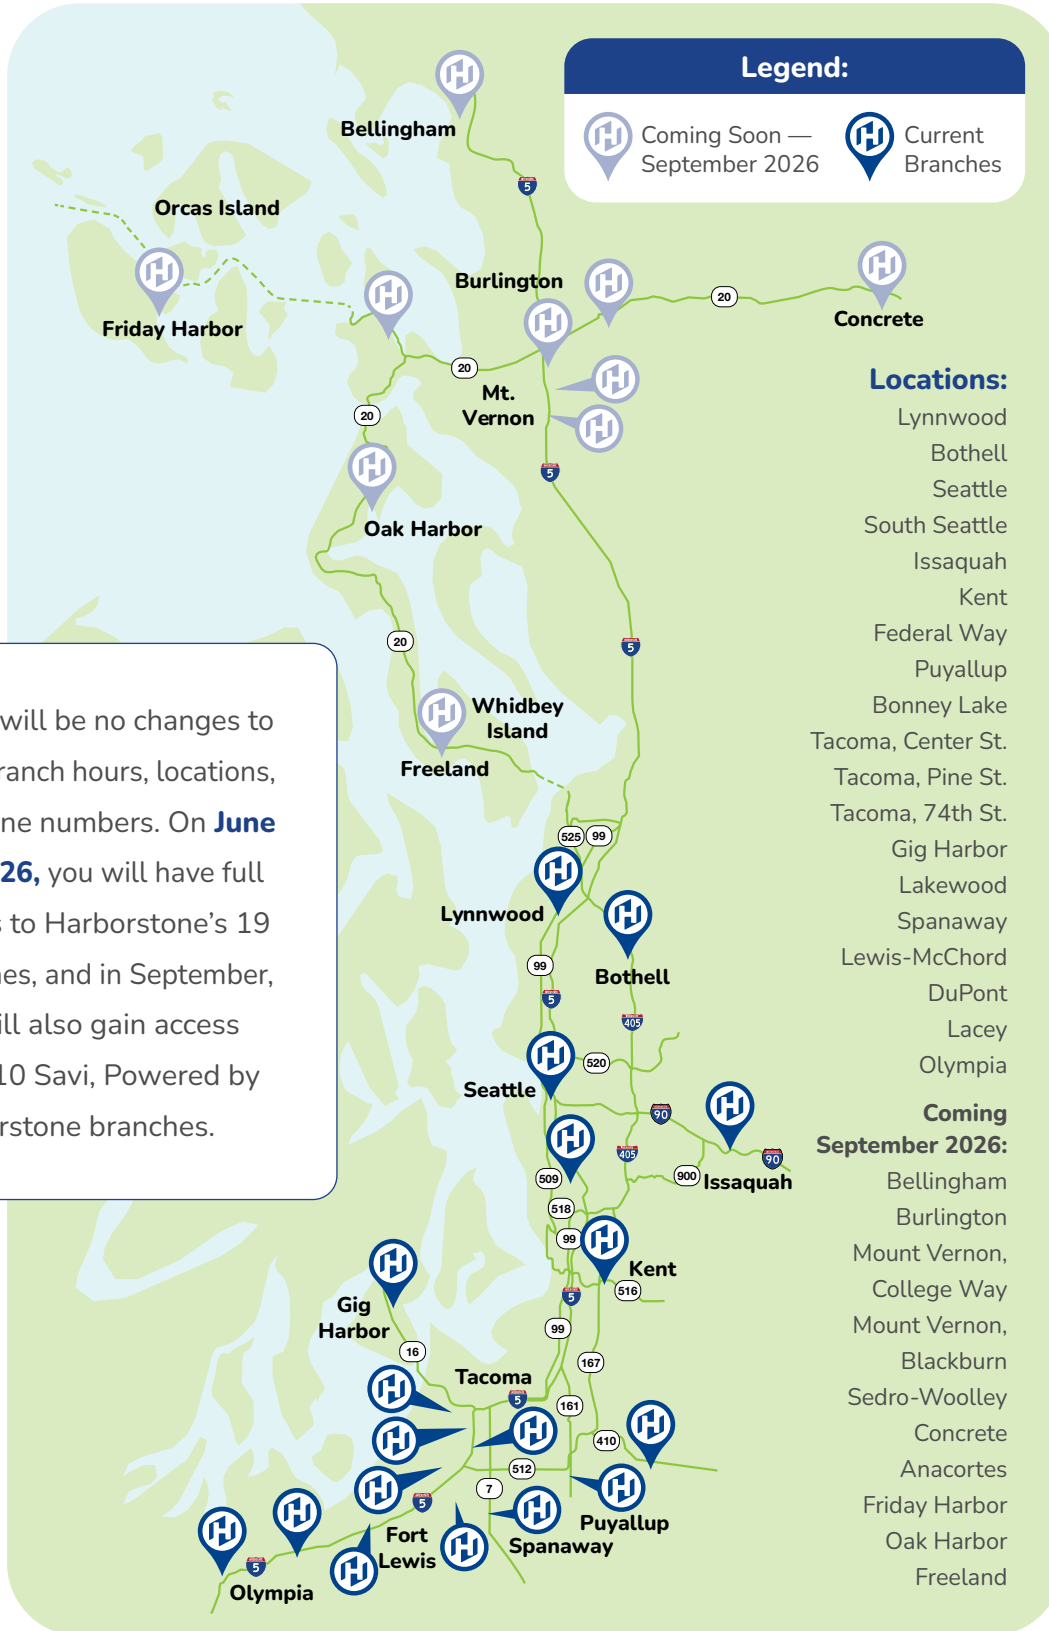 Legend:
Coming Soon —
September 2026
Current
Branches
Bellingham
5
Orcas Island
Friday Harbor
Burlington
20
Concrete
20
Mt.
Vernon
20
5
Oak Harbor
20
5
Whidbey
Island
Freeland
will be no changes to
ranch hours, locations,
ne numbers. On June
26, you will have full
s to Harborstone’s 19
nes, and in September,
ill also gain access
10 Savi, Powered by
rstone branches.
525
99
Lynnwood
Bothell
99
5
405
520
Seattle
90
405
90
509
900
Issaquah
518
99
Kent
516
5
Gig
Harbor
99
16
167
Tacoma
5
161
410
512
7
5
Puyallup
Fort
Lewis
Spanaway
5
Olympia
Locations:
Lynnwood
Bothell
Seattle
South Seattle
Issaquah
Kent
Federal Way
Puyallup
Bonney Lake
Tacoma, Center St.
Tacoma, Pine St.
Tacoma, 74th St.
Gig Harbor
Lakewood
Spanaway
Lewis-McChord
DuPont
Lacey
Olympia
Coming
September 2026:
Bellingham
Burlington
Mount Vernon,
College Way
Mount Vernon,
Blackburn
Sedro-Woolley
Concrete
Anacortes
Friday Harbor
Oak Harbor
Freeland